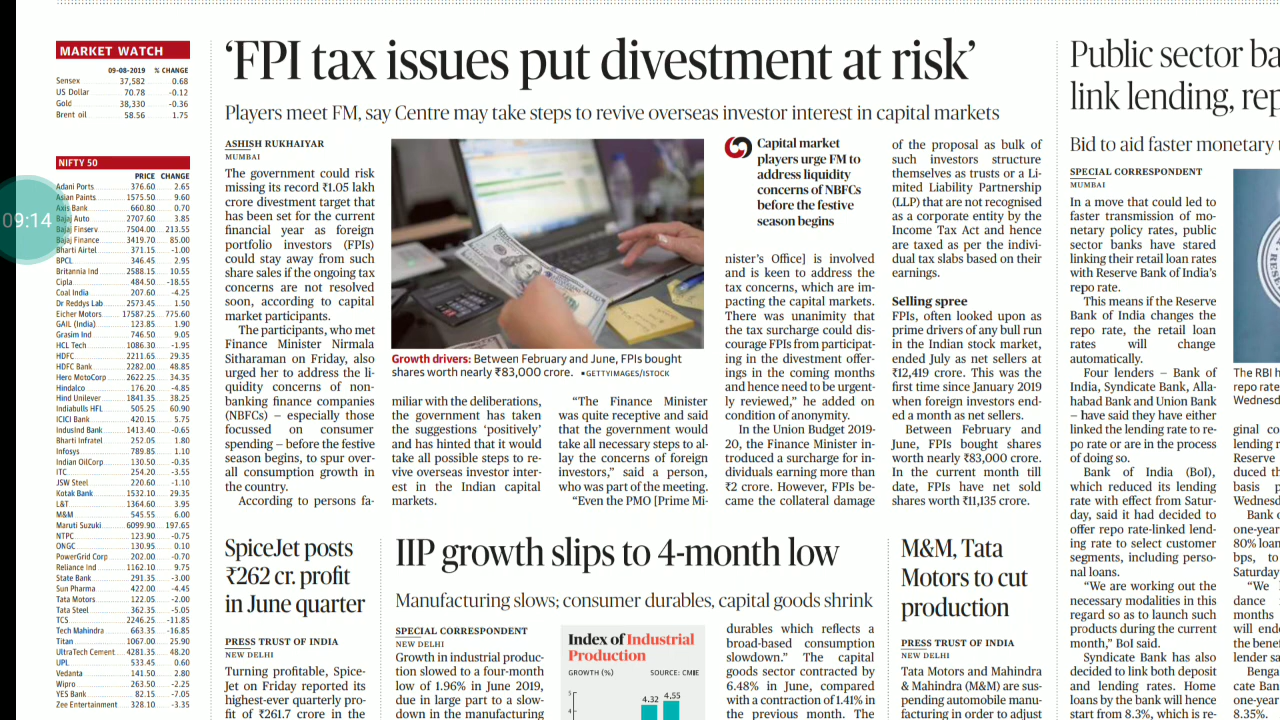 MARKET WATCH
09-08-2019 % CHANGE
Sensex 37,582 0.68
US Dollar 70.78 -0.12
Gold 38,330 -0.36
Brent oil 58.56 1.75
NIFTY 50
PRICE CHANGE
Adani Ports 376.60 2.65
Asian Paints 1575.50 9.60
Axis Bank 660.80 0.70
Bajaj Auto 2707.60 3.85
Bajaj Finserv 7504.00 213.55
Bajaj Finance 3419.70 85.00
Bharti Airtel 371.15 -1.00
BPCL 346.45 2.95
Britannia Ind 2588.15 10.55
Cipla 484.50 -18.55
Coal India 207.60 -4.25
Dr Reddys Lab 2573.45 1.50
Eicher Motors 17587.25 775.60
GAIL (India) 123.85 1.90
Grasim Ind 746.50 9.05
HCL Tech 1086.30 -1.95
HDFC 2211.65 29.35
HDFC Bank 2282.00 48.85
Hero MotoCorp 2622.25 34.35
Hindalco 176.20 -4.85
Hind Unilever 1841.35 38.25
Indiabulls HFL 505.25 60.90
ICICI Bank 420.15 5.75
IndusInd Bank 1413.40 -0.65
Bharti Infratel 252.05 1.80
Infosys 789.85 1.10
Indian OilCorp 130.50 -0.35
ITC 254.20 -3.55
JSW Steel 220.60 -1.10
Kotak Bank 1532.10 29.35
L&T 1364.60 3.95
M&M 545.55 6.00
Maruti Suzuki 6099.90 197.65
NTPC 123.90 -0.75
ONGC 130.95 0.10
PowerGrid Corp 202.00 -0.70
Reliance Ind 1162.10 9.75
State Bank 291.35 -3.00
Sun Pharma 422.00 -4.45
Tata Motors 122.05 -2.00
Tata Steel 362.35 -5.05
TCS 2246.25 -11.85
Tech Mahindra 663.35 -16.85
Titan 1067.00 25.90
UltraTech Cement 4281.35 48.20
UPL 533.45 0.60
Vedanta 141.50 2.80
Wipro 263.50 -2.25
YES Bank 82.15 -7.05
Zee Entertainment 328.10 -3.35
09:14
‘FPI tax issues put divestment at risk’
Players meet FM, say Centre may take steps to revive overseas investor interest in capital markets
ASHISH RUKHAIYAR
MUMBAI
The government could risk
missing its record ₹1.05 lakh
crore divestment target that
has been set for the current
financial year as foreign
portfolio investors (FPIs)
could stay away from such
share sales if the ongoing tax
concerns are not resolved
soon, according to capital
market participants.
The participants, who met
Finance Minister Nirmala
Sitharaman on Friday, also
urged her to address the li-
quidity concerns of non-
banking finance companies
(NBFCs) – especially those
focussed on consumer
spending – before the festive
season begins, to spur over-
all consumption growth in
the country.
According to persons fa-
Growth drivers: Between February and June, FPIs bought
shares worth nearly ₹83,000 crore. ■ GETTYIMAGES/ISTOCK
miliar with the deliberations,
the government has taken
the suggestions ‘positively’
and has hinted that it would
take all possible steps to re-
vive overseas investor inter-
est in the Indian capital
markets.
“The Finance Minister
was quite receptive and said
that the government would
take all necessary steps to al-
lay the concerns of foreign
investors,” said a person,
who was part of the meeting.
“Even the PMO [Prime Mi-
Capital market
players urge FM to
address liquidity
concerns of NBFCs
before the festive
season begins
nister’s Office] is involved
and is keen to address the
tax concerns, which are im-
pacting the capital markets.
There was unanimity that
the tax surcharge could dis-
courage FPIs from participat-
ing in the divestment offer-
ings in the coming months
and hence need to be urgent-
ly reviewed,” he added on
condition of anonymity.
In the Union Budget 2019-
20, the Finance Minister in-
troduced a surcharge for in-
dividuals earning more than
₹2 crore. However, FPIs be-
came the collateral damage
of the proposal as bulk of
such investors structure
themselves as trusts or a Li-
mited Liability Partnership
(LLP) that are not recognised
as a corporate entity by the
Income Tax Act and hence
are taxed as per the indivi-
dual tax slabs based on their
earnings.
Selling spree
FPIs, often looked upon as
prime drivers of any bull run
in the Indian stock market,
ended July as net sellers at
₹12,419 crore. This was the
first time since January 2019
when foreign investors end-
ed a month as net sellers.
Between February and
June, FPIs bought shares
worth nearly ₹83,000 crore.
In the current month till
date, FPIs have net sold
shares worth ₹11,135 crore.
SpiceJet posts
₹262 cr. profit
in June quarter
PRESS TRUST OF INDIA
NEW DELHI
Turning profitable, Spice-
Jet on Friday reported its
highest-ever quarterly pro-
fit of ₹261.7 crore in the
IIP growth slips to 4-month low
Manufacturing slows; consumer durables, capital goods shrink
SPECIAL CORRESPONDENT
NEW DELHI
Growth in industrial produc-
tion slowed to a four-month
low of 1.96% in June 2019,
due in large part to a slow-
down in the manufacturing
Index of Industrial
Production
GROWTH (%) SOURCE: CMIE
5
4
4.32 4.55
durables which reflects a
broad-based consumption
slowdown.” The capital
goods sector contracted by
6.48% in June, compared
with a contraction of 1.41% in
the previous month. The
M&M, Tata
Motors to cut
production
PRESS TRUST OF INDIA
NEW DELHI
Tata Motors and Mahindra
& Mahindra (M&M) are sus-
pending automobile manu-
facturing in order to adjust
Public sector ba
link lending, rep
Bid to aid faster monetary t
SPECIAL CORRESPONDENT
MUMBAI
In a move that could led to
faster transmission of mo-
netary policy rates, public
sector banks have stared
linking their retail loan rates
with Reserve Bank of India’s
repo rate.
This means if the Reserve
Bank of India changes the
repo rate, the retail loan
rates will change
automatically.
Four lenders – Bank of
India, Syndicate Bank, Alla-
habad Bank and Union Bank
– have said they have either
linked the lending rate to re-
po rate or are in the process
of doing so.
Bank of India (BoI),
which reduced its lending
rate with effect from Satur-
day, said it had decided to
offer repo rate-linked lend-
ing rate to select customer
segments, including perso-
nal loans.
“We are working out the
necessary modalities in this
regard so as to launch such
products during the current
month,” BoI said.
Syndicate Bank has also
decided to link both deposit
and lending rates. Home
loans by the bank will hence
start from 8.3%, which is re-
The RBI h
repo rate
Wednesd
ginal co
lending r
Reserve
duced th
basis p
Wednesd
Bank o
one-year
80% loan
bps, to
Saturday
“We
dance
months
will ende
the benef
lender sa
Benga
cate Ban
one-year
8.35%.